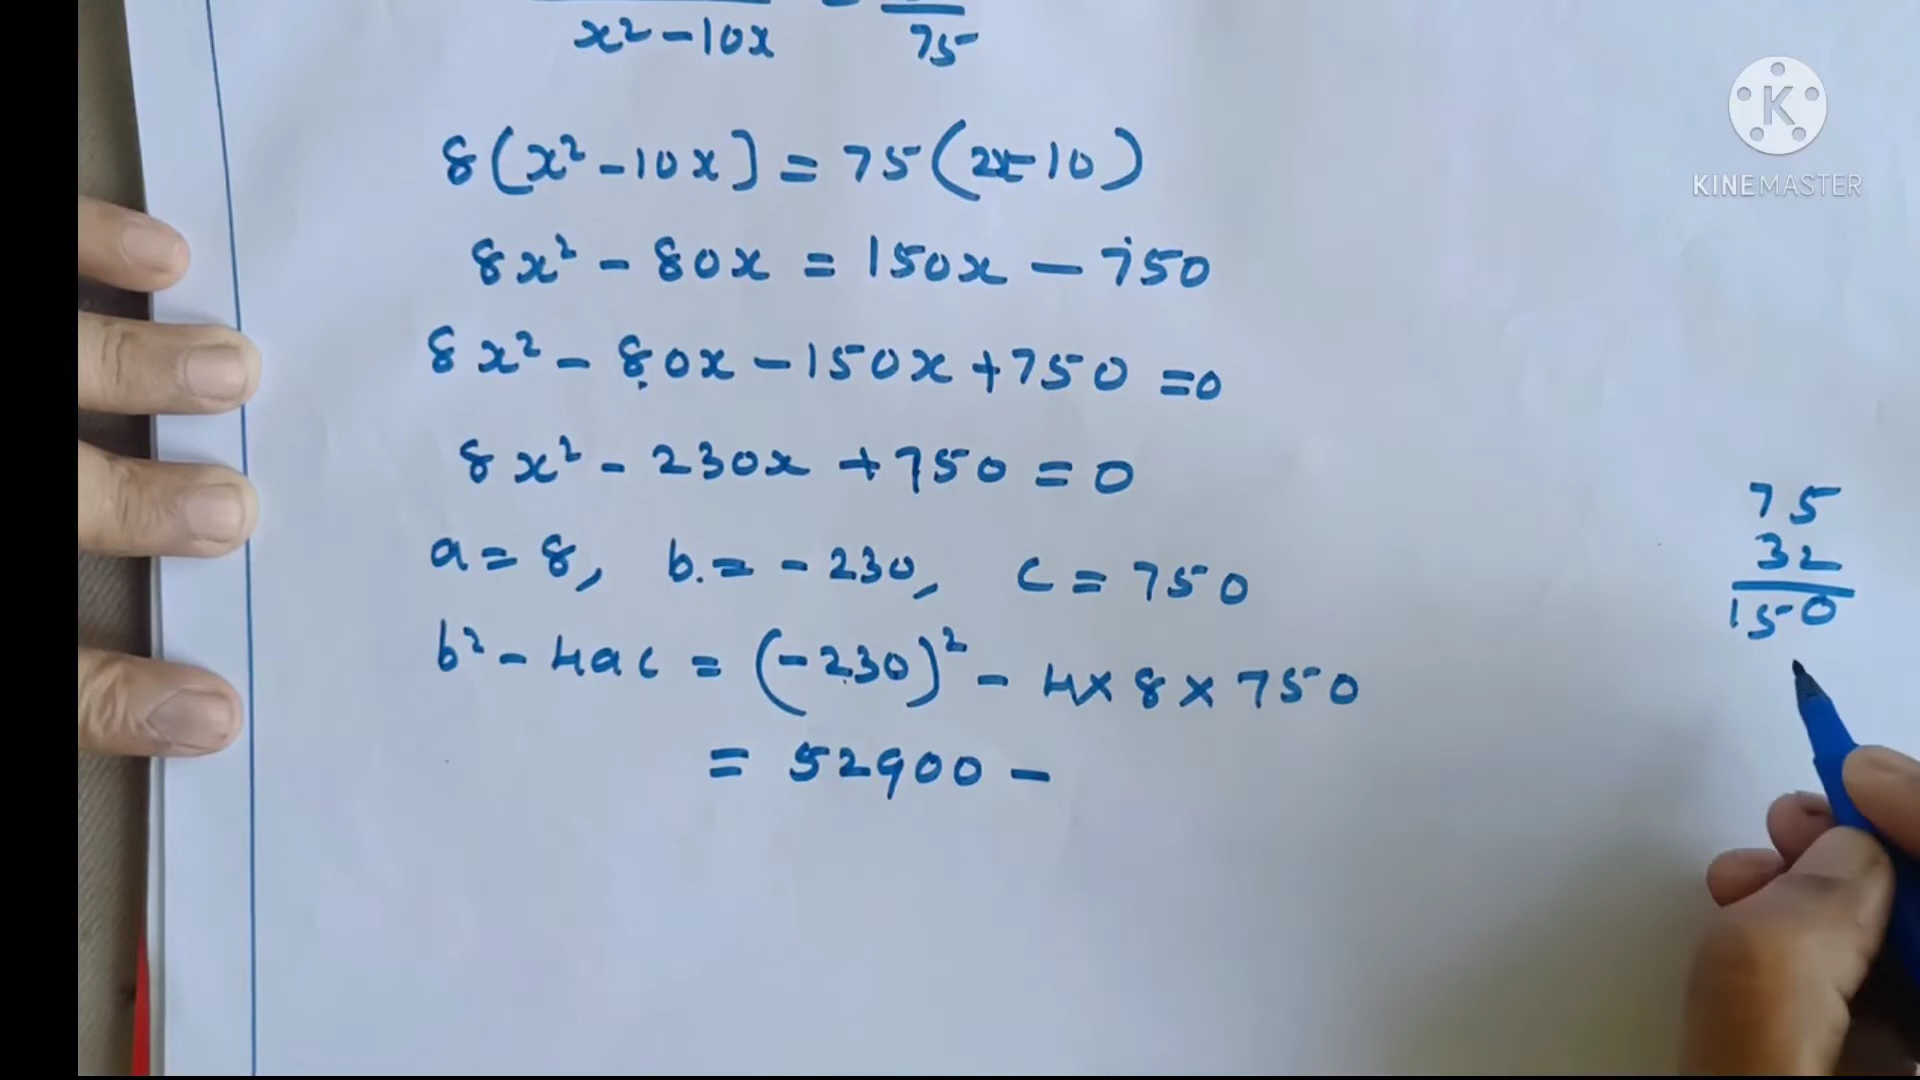 x² - 10x   75
8(x² - 10x) = 75(2x - 10)
8x² - 80x = 150x - 750
8x² - 80x - 150x + 750 = 0
8x² - 230x + 750 = 0
a = 8, b = - 230, c = 750
b² - 4ac = (-230)² - 4 × 8 × 750
= 52900 -
75
32
150
KINEMASTER